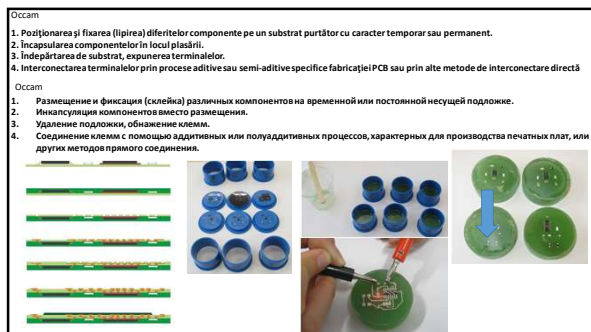 Occam
1. Poziționarea și fixarea (lipirea) diferitelor componente pe un substrat purtător cu caracter temporar sau permanent.
2. Încapsularea componentelor în locul plasării.
3. Îndepărtarea de substrat, expunerea terminalelor.
4. Interconectarea terminalelor prin procese aditive sau semi-aditive specifice fabricației PCB sau prin alte metode de interconectare directă
Occam
1. Размещение и фиксация (склейка) различных компонентов на временной или постоянной несущей подложке.
2. Инкапсуляция компонентов вместо размещения.
3. Удаление подложки, обнажение клемм.
4. Соединение клемм с помощью аддитивных или полуаддитивных процессов, характерных для производства печатных плат, или
других методов прямого соединения.